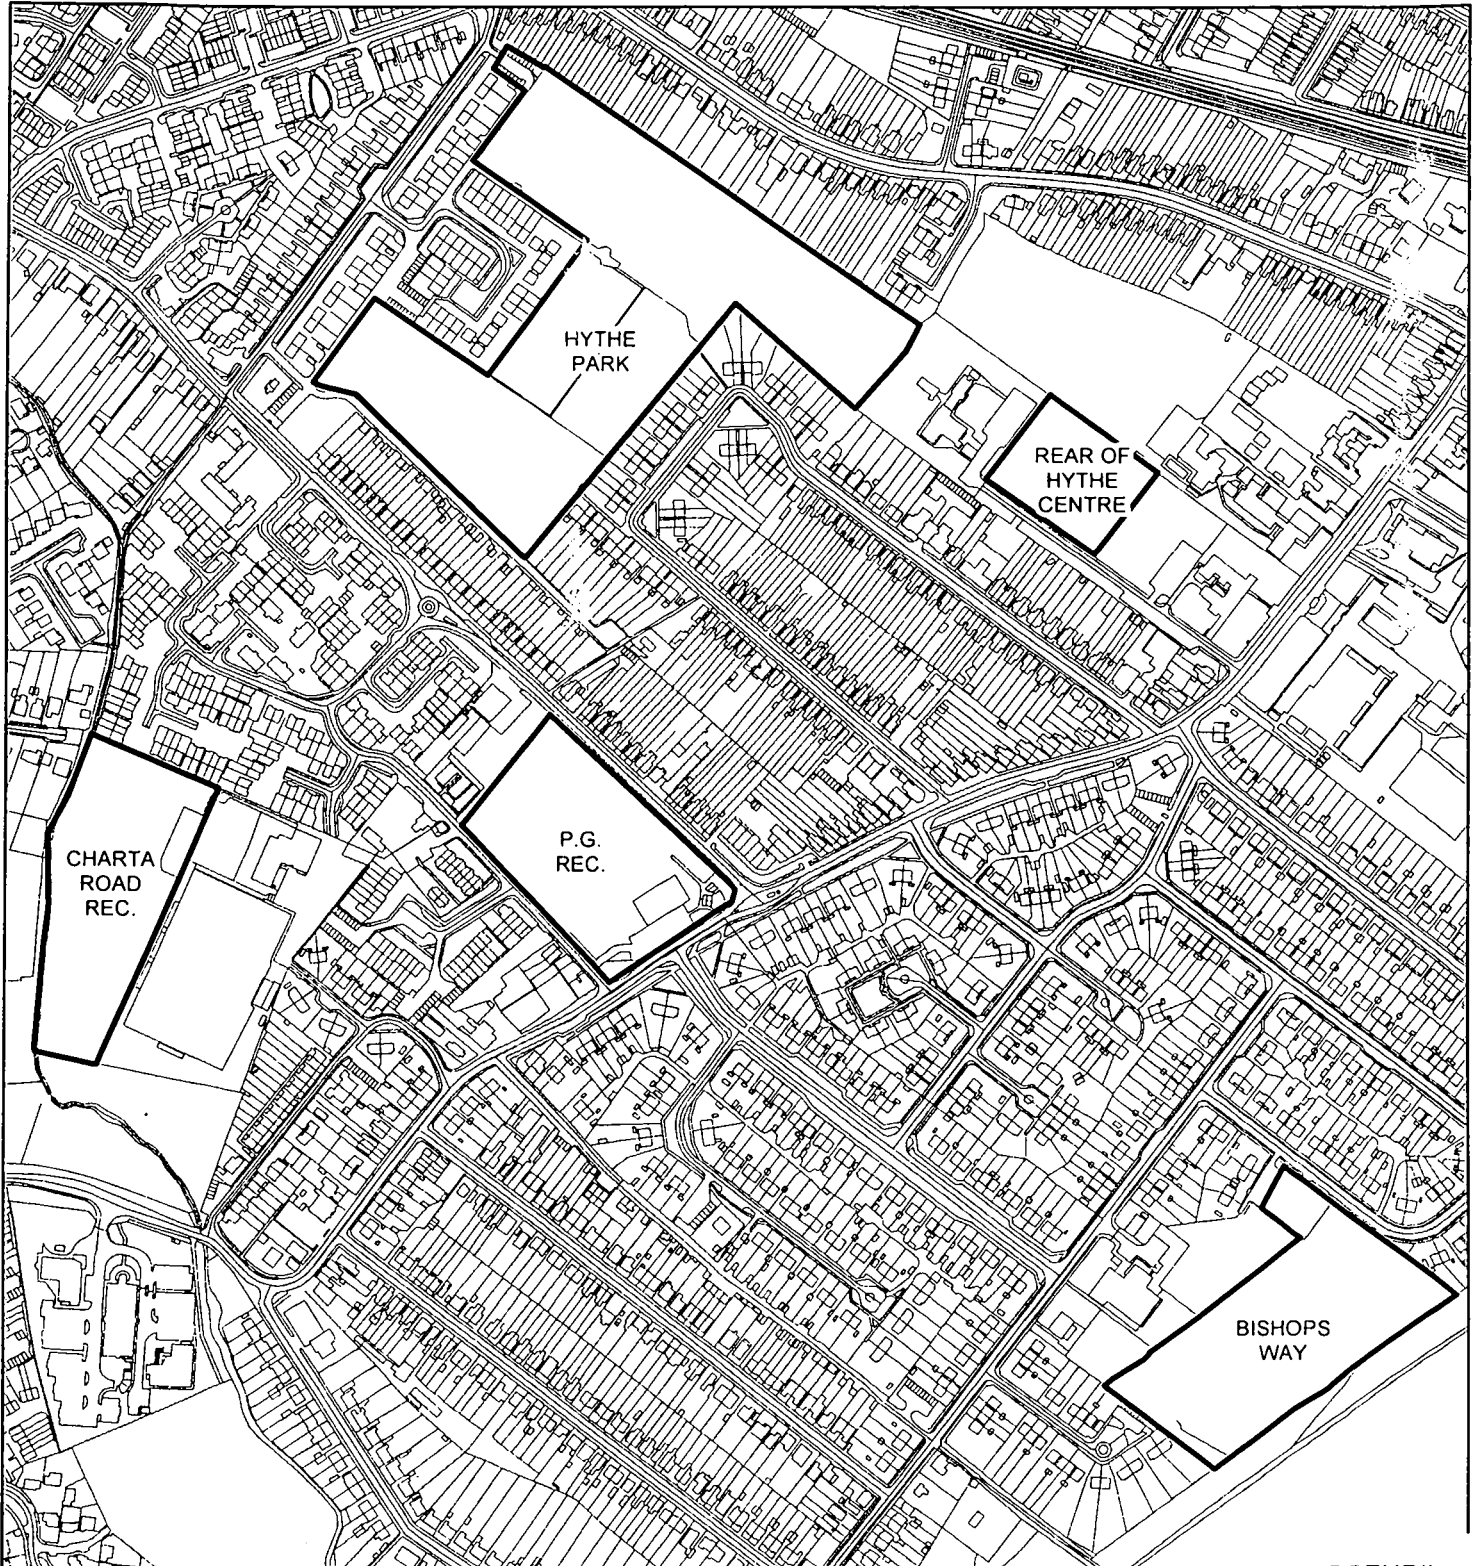 HYTHE
PARK
REAR OF
HYTHE
CENTRE
P.G.
REC.
CHARTA
ROAD
REC.
BISHOPS
WAY